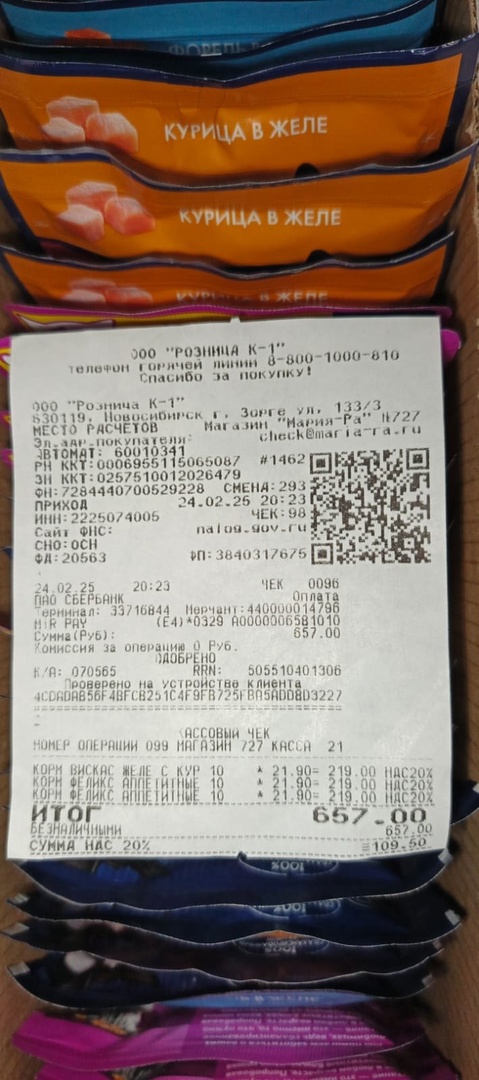 ФОРЕЛЬ
КУРИЦА В ЖЕЛЕ
КУРИЦА В ЖЕЛЕ
КУРИЦА В ЖЕЛЕ
ООО "РОЗНИЦА К-1"
телефон горячей линии 8-800-1000-810
Спасибо за покупку!
ООО "Розница К-1"
630119, Новосибирск г, Зорге ул, 133/3
МЕСТО РАСЧЕТОВ Магазин "Мария-Ра" №727
Эл.адр.покупателя: check@maria-ra.ru
АВТОМАТ: 60010341
РН ККТ:0006955115065087 #1462
ЗН ККТ:0257510012026479
ФН:7284440700529228 СМЕНА:293
ПРИХОД 24.02.25 20:23
ИНН:2225074005 ЧЕК:98
Сайт ФНС: nalog.gov.ru
СНО:ОСН
ФД:20563 ФП:3840317675
24.02.25 20:23 ЧЕК 0096
ПАО СБЕРБАНК Оплата
Терминал: 33716844 Мерчант:440000014796
MIR PAY (E4)*0329 A0000006581010
Сумма(Руб): 657.00
Комиссия за операцию 0 Руб.
ОДОБРЕНО
К/А: 070565 RRN: 505510401306
Проверено на устройстве клиента
4CDADAB56F4BFCB251C4F9FB725FBA5ADD8D3227
========================================
КАССОВЫЙ ЧЕК
НОМЕР ОПЕРАЦИИ 099 МАГАЗИН 727 КАССА 21
КОРМ ВИСКАС ЖЕЛЕ С КУР 10 * 21.90= 219.00 НДС20%
КОРМ ФЕЛИКС АППЕТИТНЫЕ 10 * 21.90= 219.00 НДС20%
КОРМ ФЕЛИКС АППЕТИТНЫЕ 10 * 21.90= 219.00 НДС20%
ИТОГ 657.00
БЕЗНАЛИЧНЫМИ 657.00
СУММА НДС 20% =109.50
100%
100%